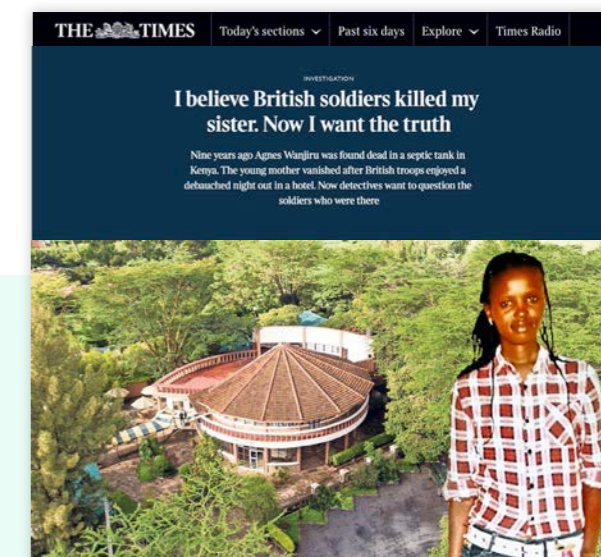 THE TIMES Today's sections Past six days Explore Times Radio
INVESTIGATION
I believe British soldiers killed my
sister. Now I want the truth
Nine years ago Agnes Wanjiru was found dead in a septic tank in
Kenya. The young mother vanished after British troops enjoyed a
debauched night out in a hotel. Now detectives want to question the
soldiers who were there